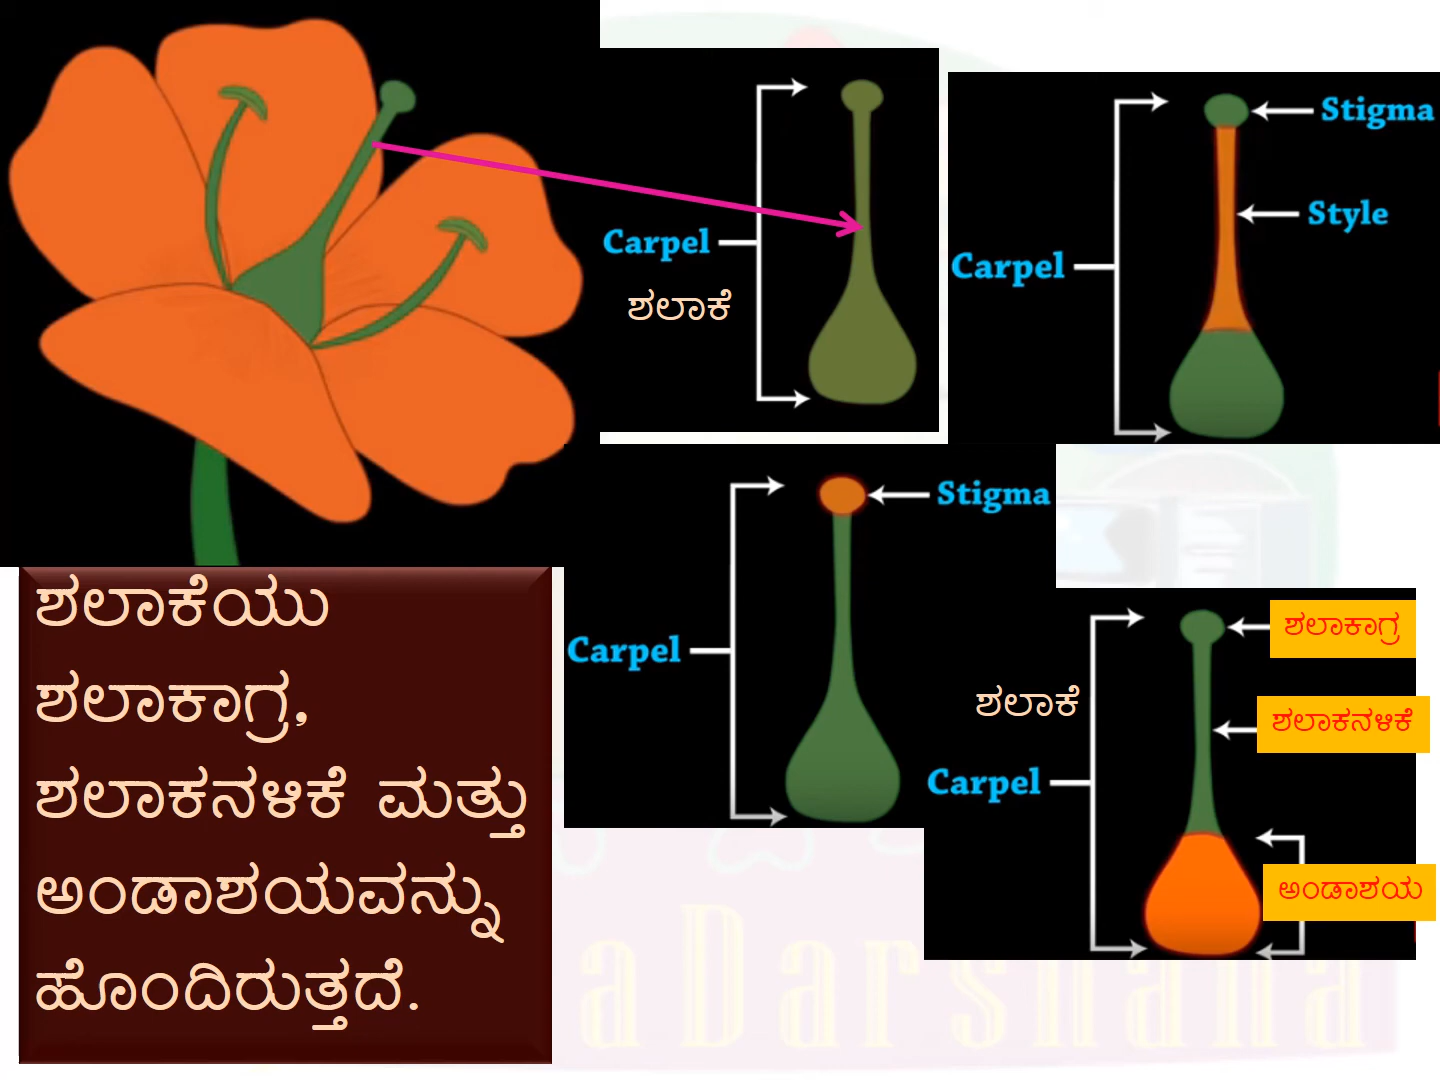 Carpel
ಶಲಾಕೆ
Stigma
Style
Carpel
Stigma
Carpel
ಶಲಾಕಾಗ್ರ
ಶಲಾಕೆ
ಶಲಾಕನಳಿಕೆ
Carpel
ಅಂಡಾಶಯ
ಶಲಾಕೆಯು
ಶಲಾಕಾಗ್ರ,
ಶಲಾಕನಳಿಕೆ ಮತ್ತು
ಅಂಡಾಶಯವನ್ನು
ಹೊಂದಿರುತ್ತದೆ.
a Darshana